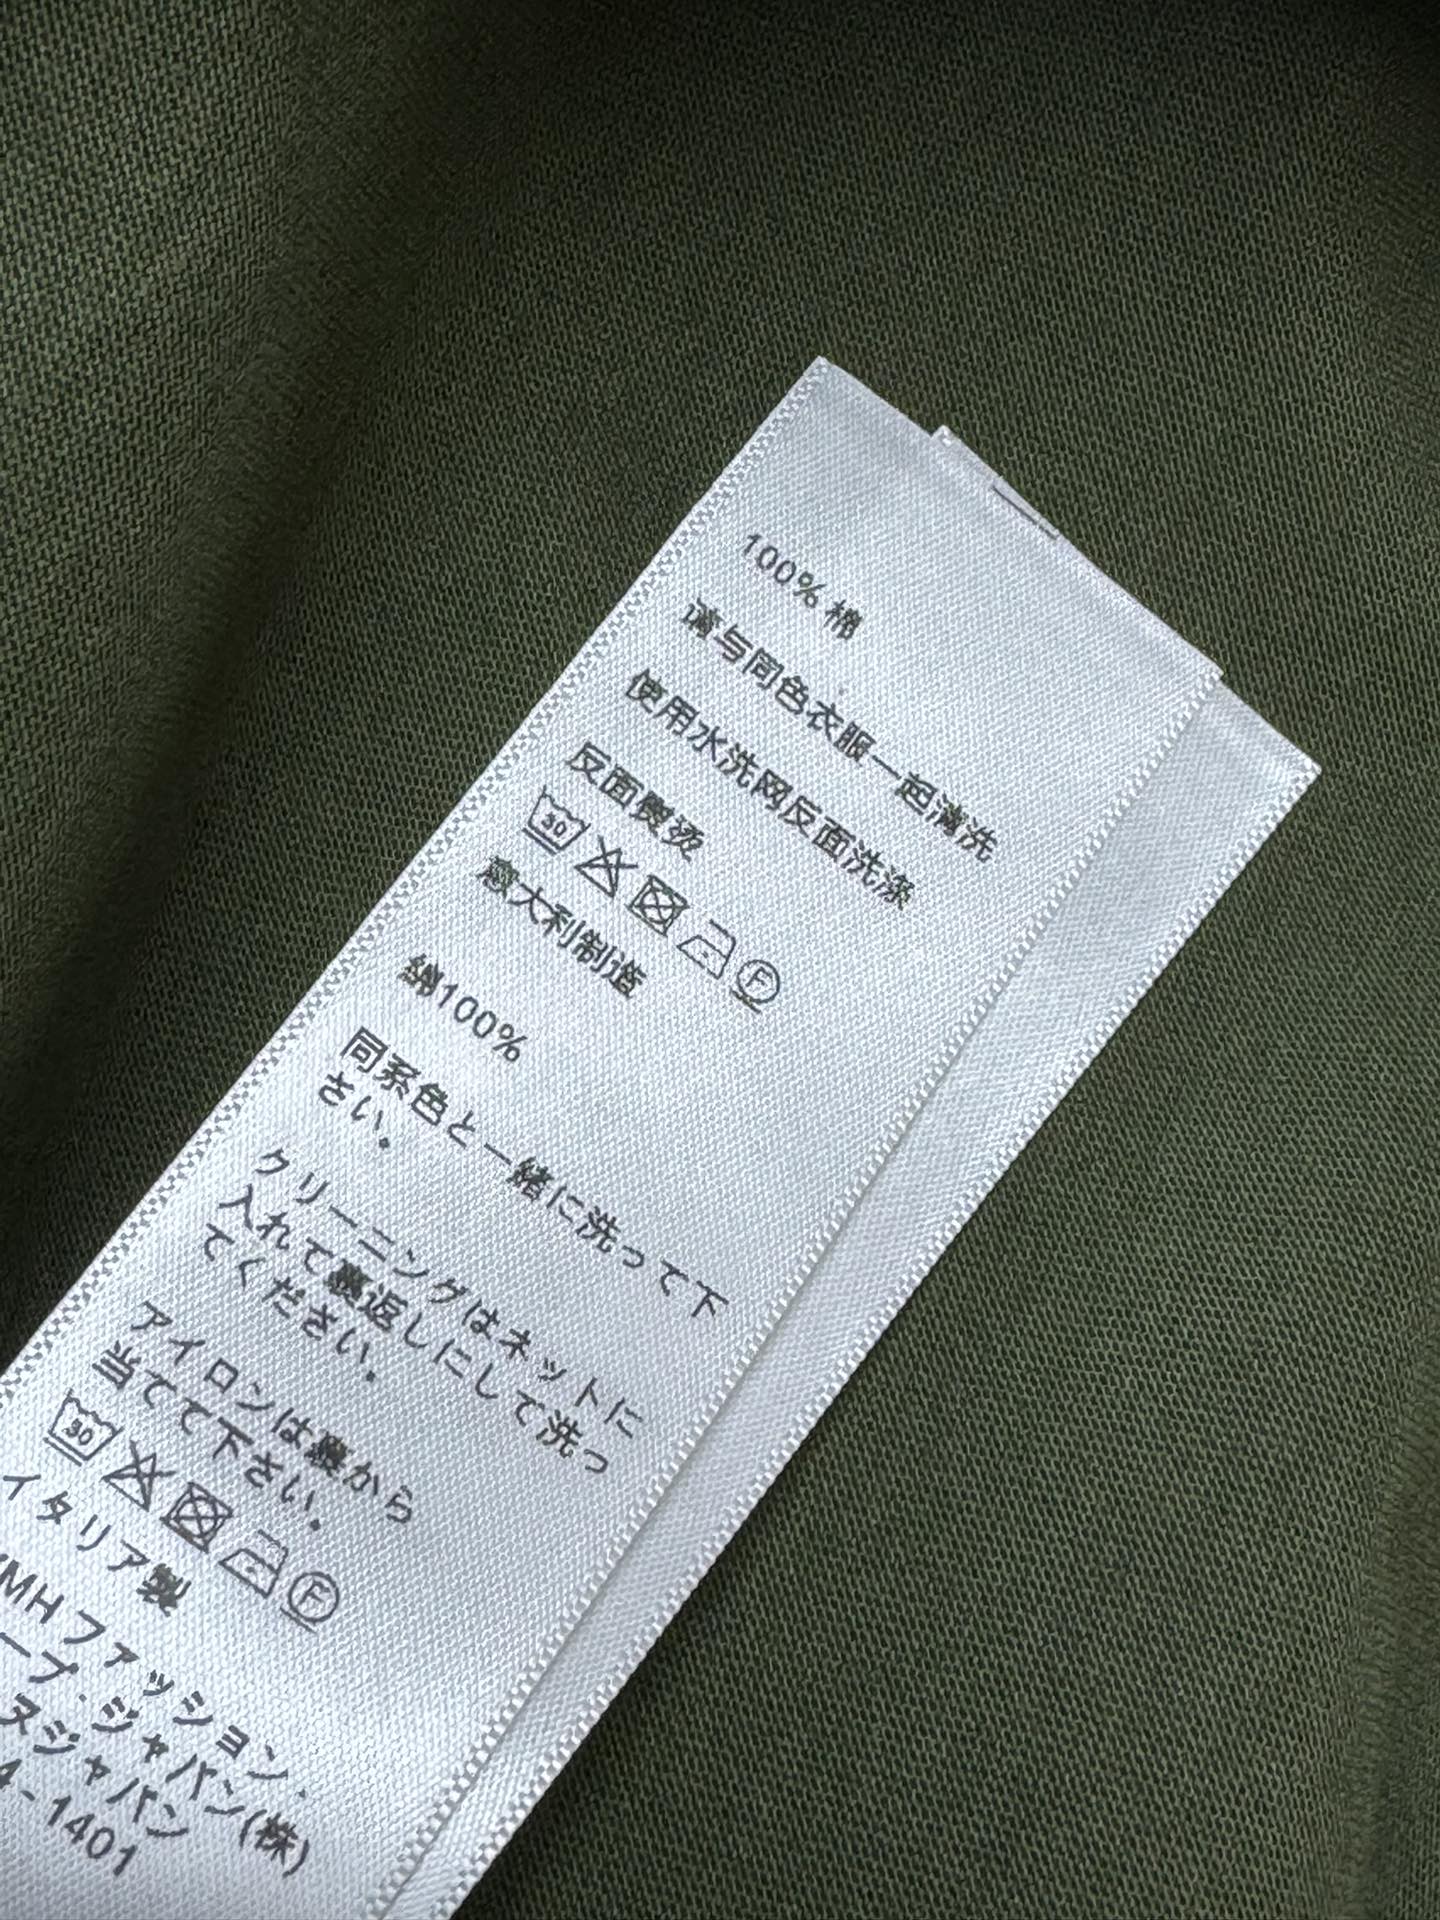 100% 棉
请与同色衣服一起清洗
使用水洗网反面洗涤
反面熨烫
30 F
意大利制造
綿100%
同系色と一緒に洗って下
さい。
クリーニングはネットに
入れて裏返しにして洗っ
てください。
アイロンは裏から
当てて下さい。
30 F
イタリア製
MH ファッション・
ープ・ジャパン(株)
ヌジャパン
4-1401